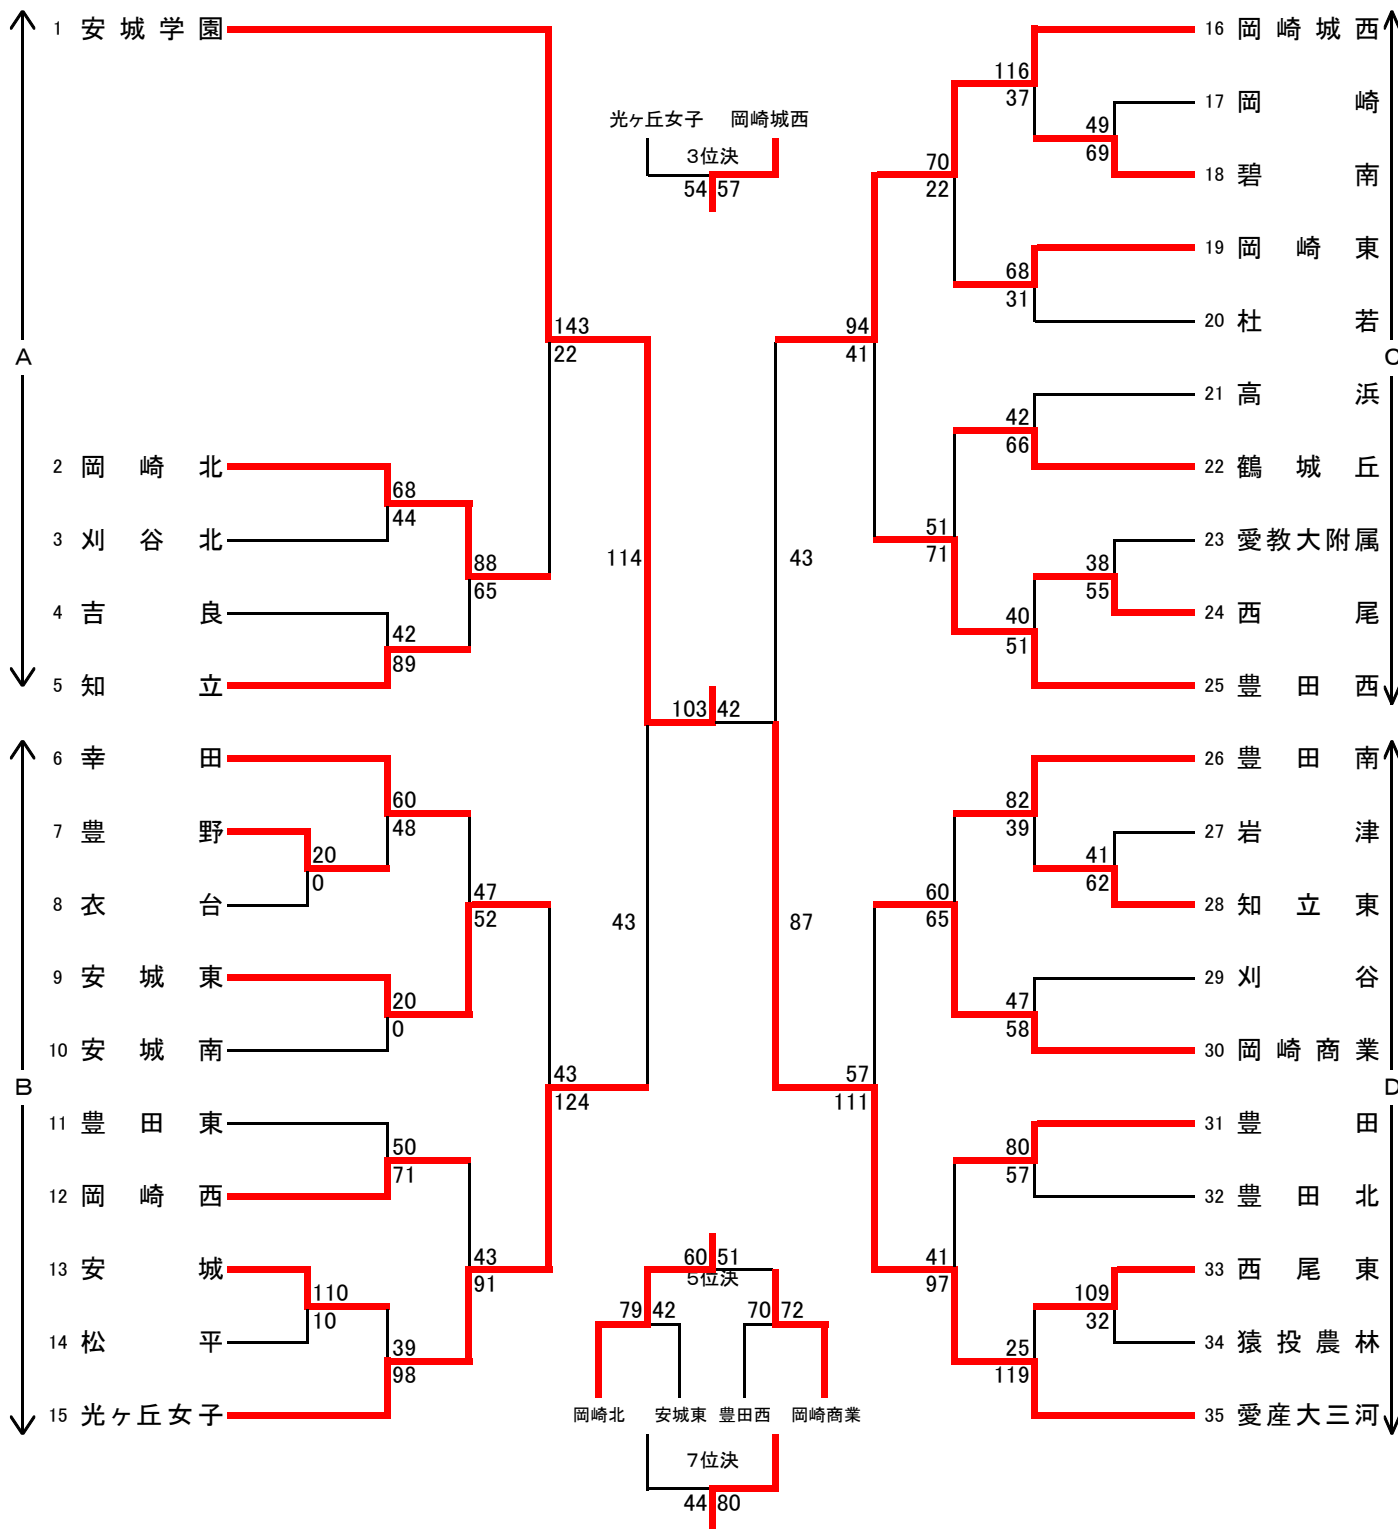 1 安城学園
2 岡崎北
3 刈谷北
4 吉良
5 知立
6 幸田
7 豊野
8 衣台
9 安城東
10 安城南
11 豊田東
12 岡崎西
13 安城
14 松平
15 光ヶ丘女子
A
B
68
44
42
89
88
65
143
22
60
48
20
0
47
52
20
0
43
124
50
71
43
91
110
10
39
98
114
43
光ヶ丘女子 岡崎城西
3位決
54 57
103 42
43
87
60 51
5位決
79 42 70 72
岡崎北 安城東 豊田西 岡崎商業
7位決
44 80
116
37
49
69
70
22
68
31
94
41
42
66
51
71
38
55
40
51
82
39
41
62
60
65
47
58
57
111
80
57
41
97
109
32
25
119
16 岡崎城西
17 岡崎
18 碧南
19 岡崎東
20 杜若
21 高浜
22 鶴城丘
23 愛教大附属
24 西尾
25 豊田西
26 豊田南
27 岩津
28 知立東
29 刈谷
30 岡崎商業
31 豊田
32 豊田北
33 西尾東
34 猿投農林
35 愛産大三河
C
D